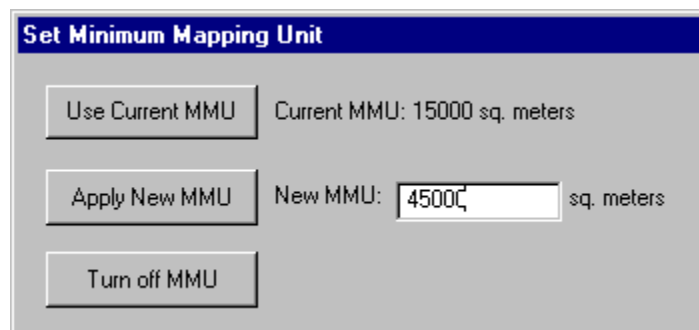 Set Minimum Mapping Unit
Use Current MMU Current MMU: 15000 sq. meters
Apply New MMU New MMU: 45000 sq. meters
Turn off MMU